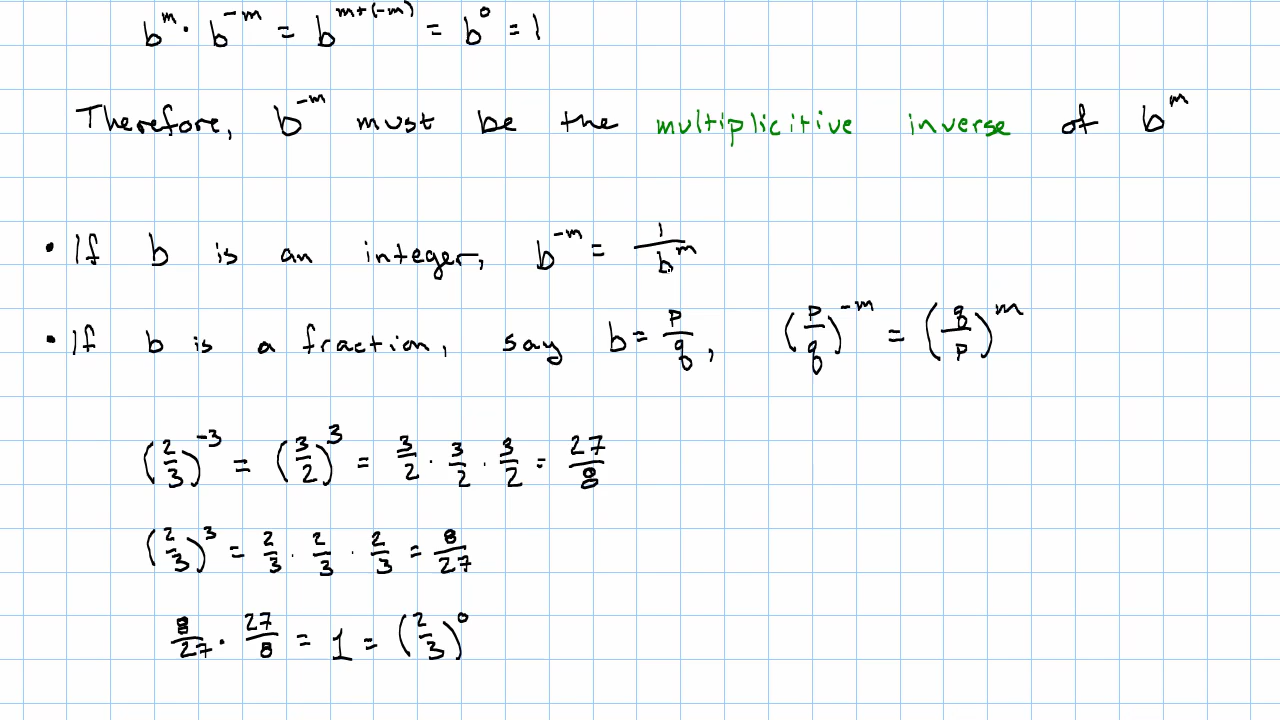 b^m · b^-m = b^(m+(-m)) = b^0 = 1
Therefore, b^-m must be the multiplicitive inverse of b^m
• If b is an integer, b^-m = 1/b^m
• If b is a fraction, say b = p/q, (p/q)^-m = (q/p)^m
(2/3)^-3 = (3/2)^3 = 3/2 · 3/2 · 3/2 = 27/8
(2/3)^3 = 2/3 · 2/3 · 2/3 = 8/27
8/27 · 27/8 = 1 = (2/3)^0